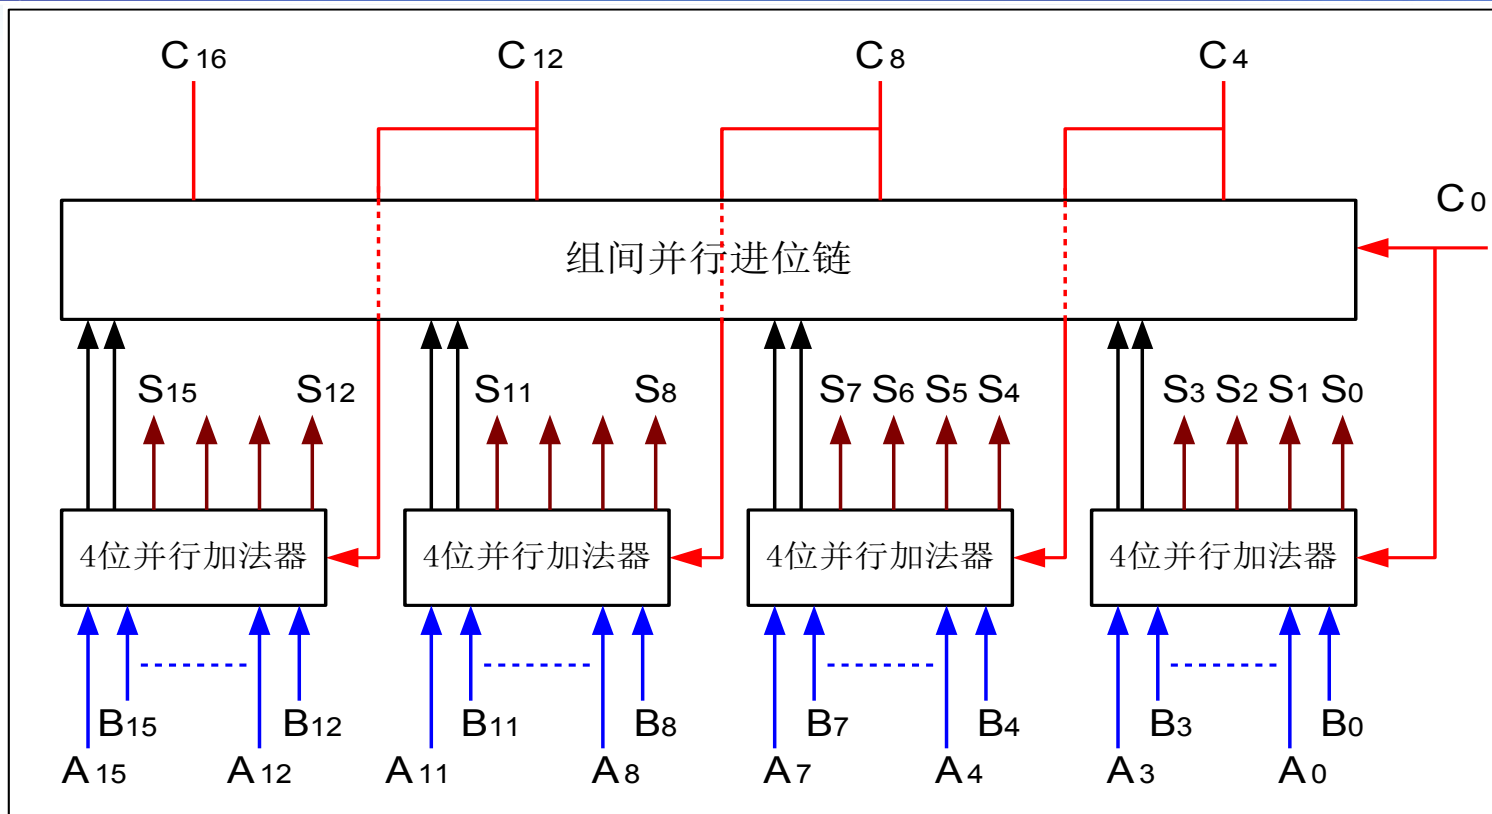 C16 C12 C8 C4
C0
组间并行进位链
S15 S12 S11 S8 S7 S6 S5 S4 S3 S2 S1 S0
4位并行加法器 4位并行加法器 4位并行加法器 4位并行加法器
B15 B12 B11 B8 B7 B4 B3 B0
A15 A12 A11 A8 A7 A4 A3 A0